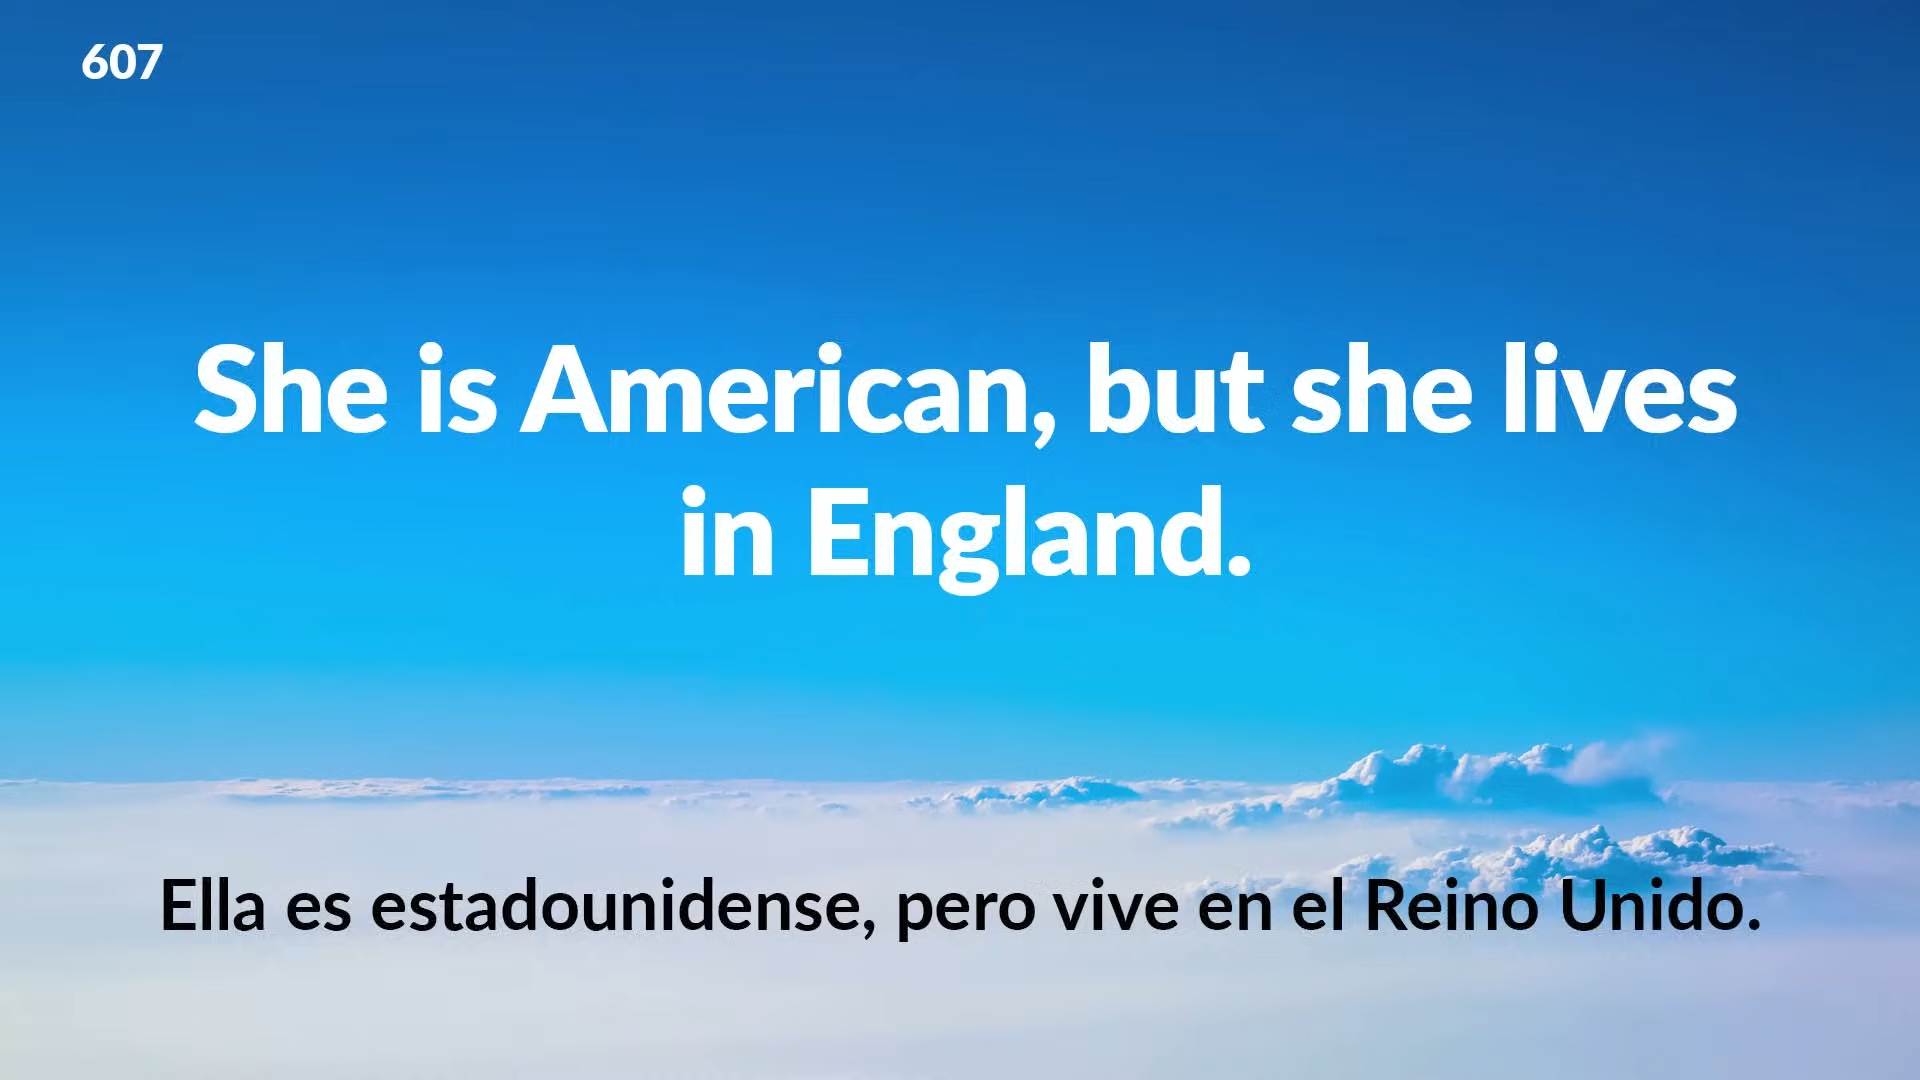 607
She is American, but she lives
in England.
Ella es estadounidense, pero vive en el Reino Unido.